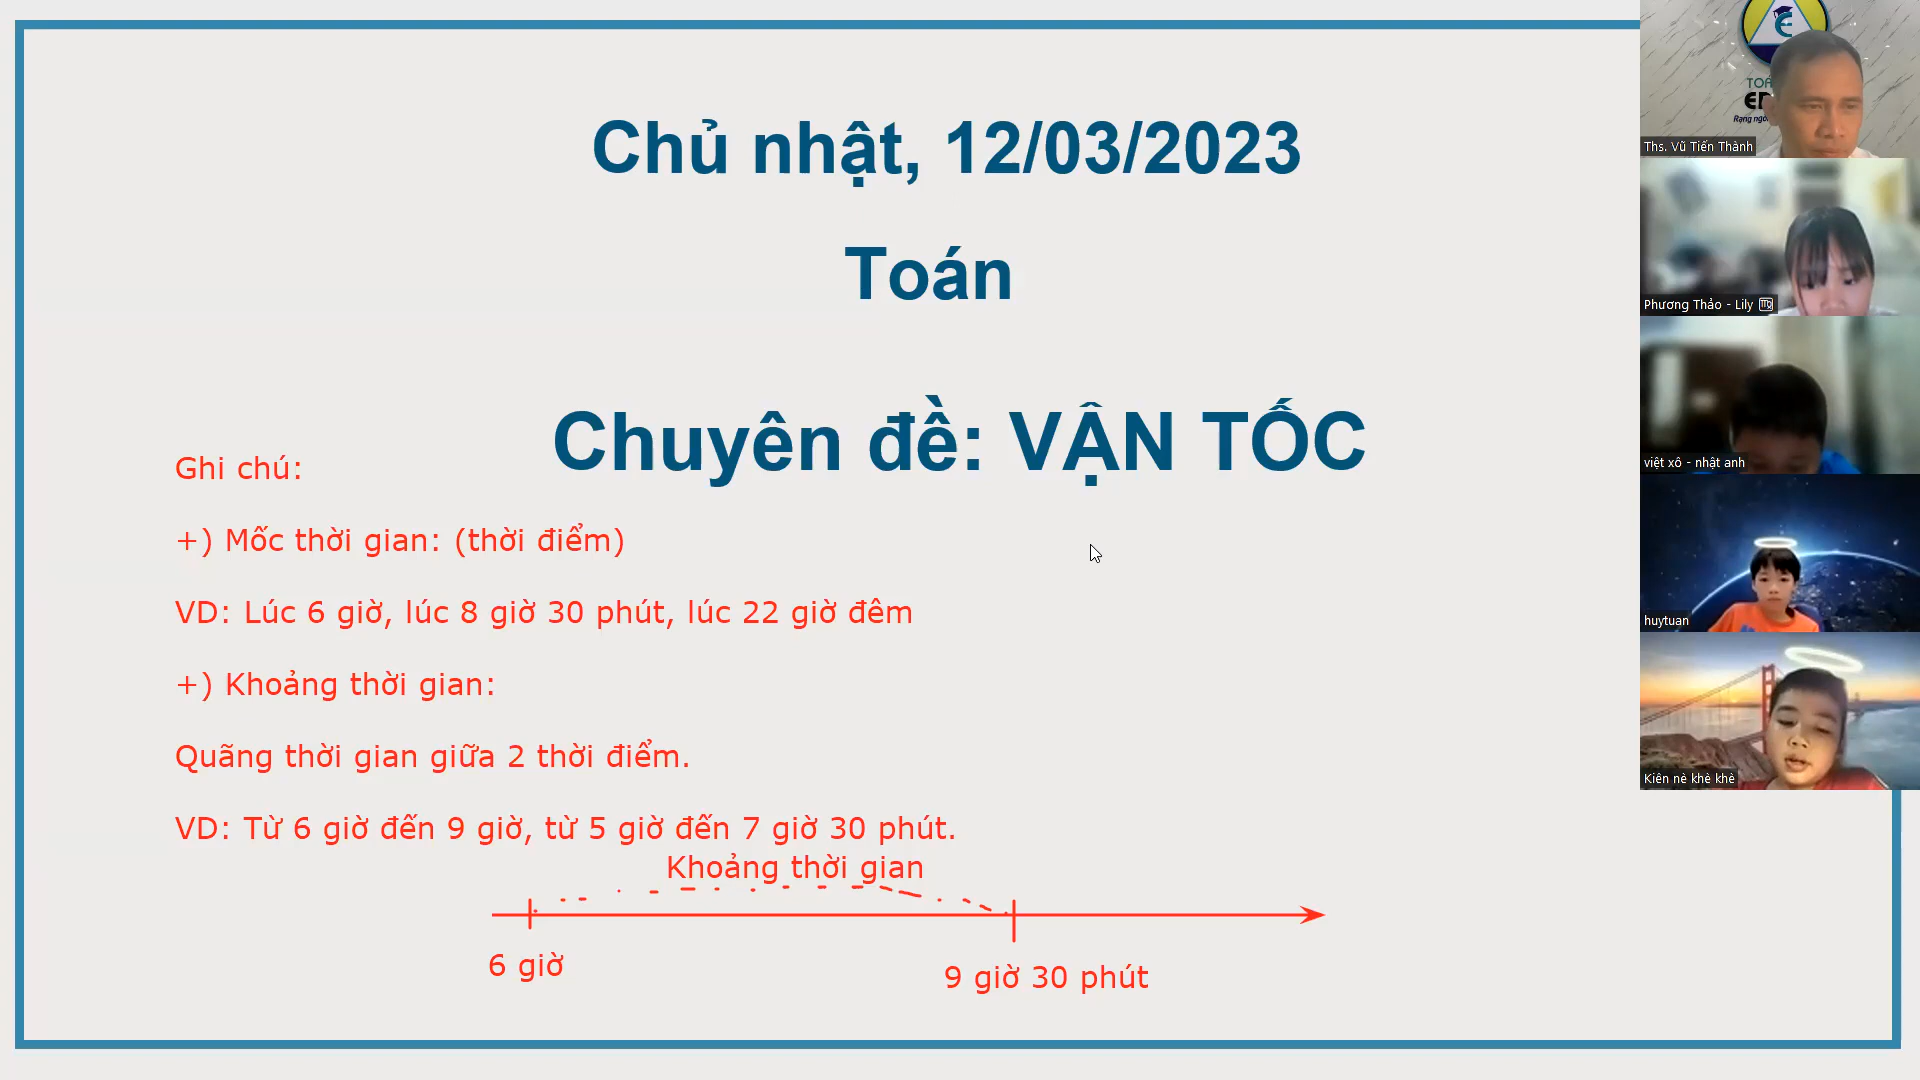 Chủ nhật, 12/03/2023
Toán
Chuyên đề: VẬN TỐC
Ghi chú:
+) Mốc thời gian: (thời điểm)
VD: Lúc 6 giờ, lúc 8 giờ 30 phút, lúc 22 giờ đêm
+) Khoảng thời gian:
Quãng thời gian giữa 2 thời điểm.
VD: Từ 6 giờ đến 9 giờ, từ 5 giờ đến 7 giờ 30 phút.
Khoảng thời gian
6 giờ
9 giờ 30 phút
Ths. Vũ Tiến Thành
Phương Thảo - Lily
việt xô - nhật anh
huytuan
Kiên nè khè khè